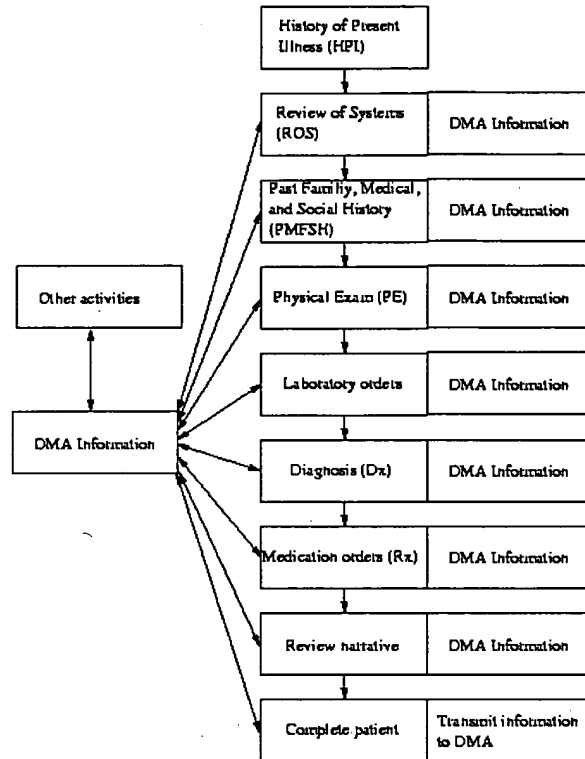 History of Present
Illness (HPI)
Review of Systems
(ROS)
DMA Information
Past Familiy, Medical,
and Social History
(PMFSH)
DMA Information
Other activities
Physical Exam (PE)
DMA Information
Laboratory orders
DMA Information
DMA Information
Diagnosis (Dx)
DMA Information
Medication orders (Rx)
DMA Information
Review narrative
DMA Information
Complete patient
Transmit information
to DMA